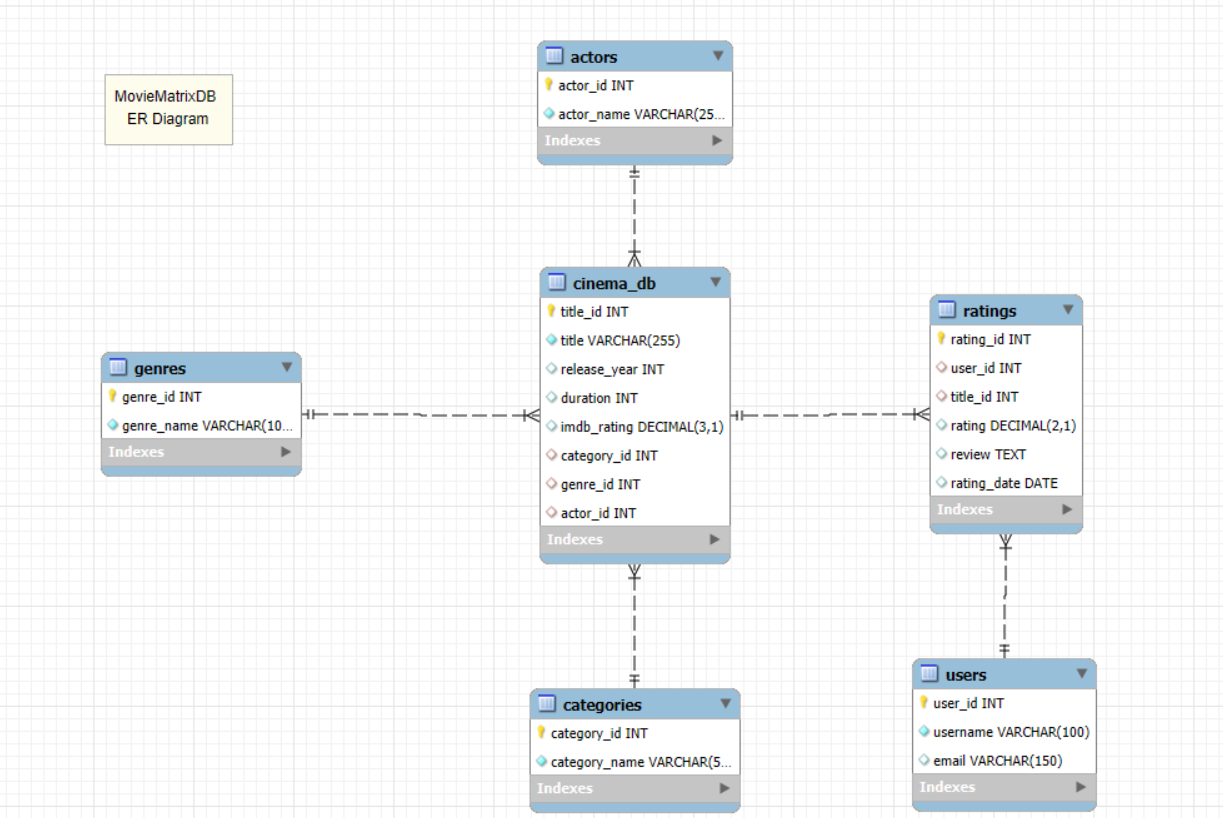 MovieMatrixDB
ER Diagram
actors
actor_id INT
actor_name VARCHAR(25...
Indexes
cinema_db
title_id INT
title VARCHAR(255)
release_year INT
duration INT
imdb_rating DECIMAL(3,1)
category_id INT
genre_id INT
actor_id INT
Indexes
genres
genre_id INT
genre_name VARCHAR(10...
Indexes
ratings
rating_id INT
user_id INT
title_id INT
rating DECIMAL(2,1)
review TEXT
rating_date DATE
Indexes
categories
category_id INT
category_name VARCHAR(5...
Indexes
users
user_id INT
username VARCHAR(100)
email VARCHAR(150)
Indexes